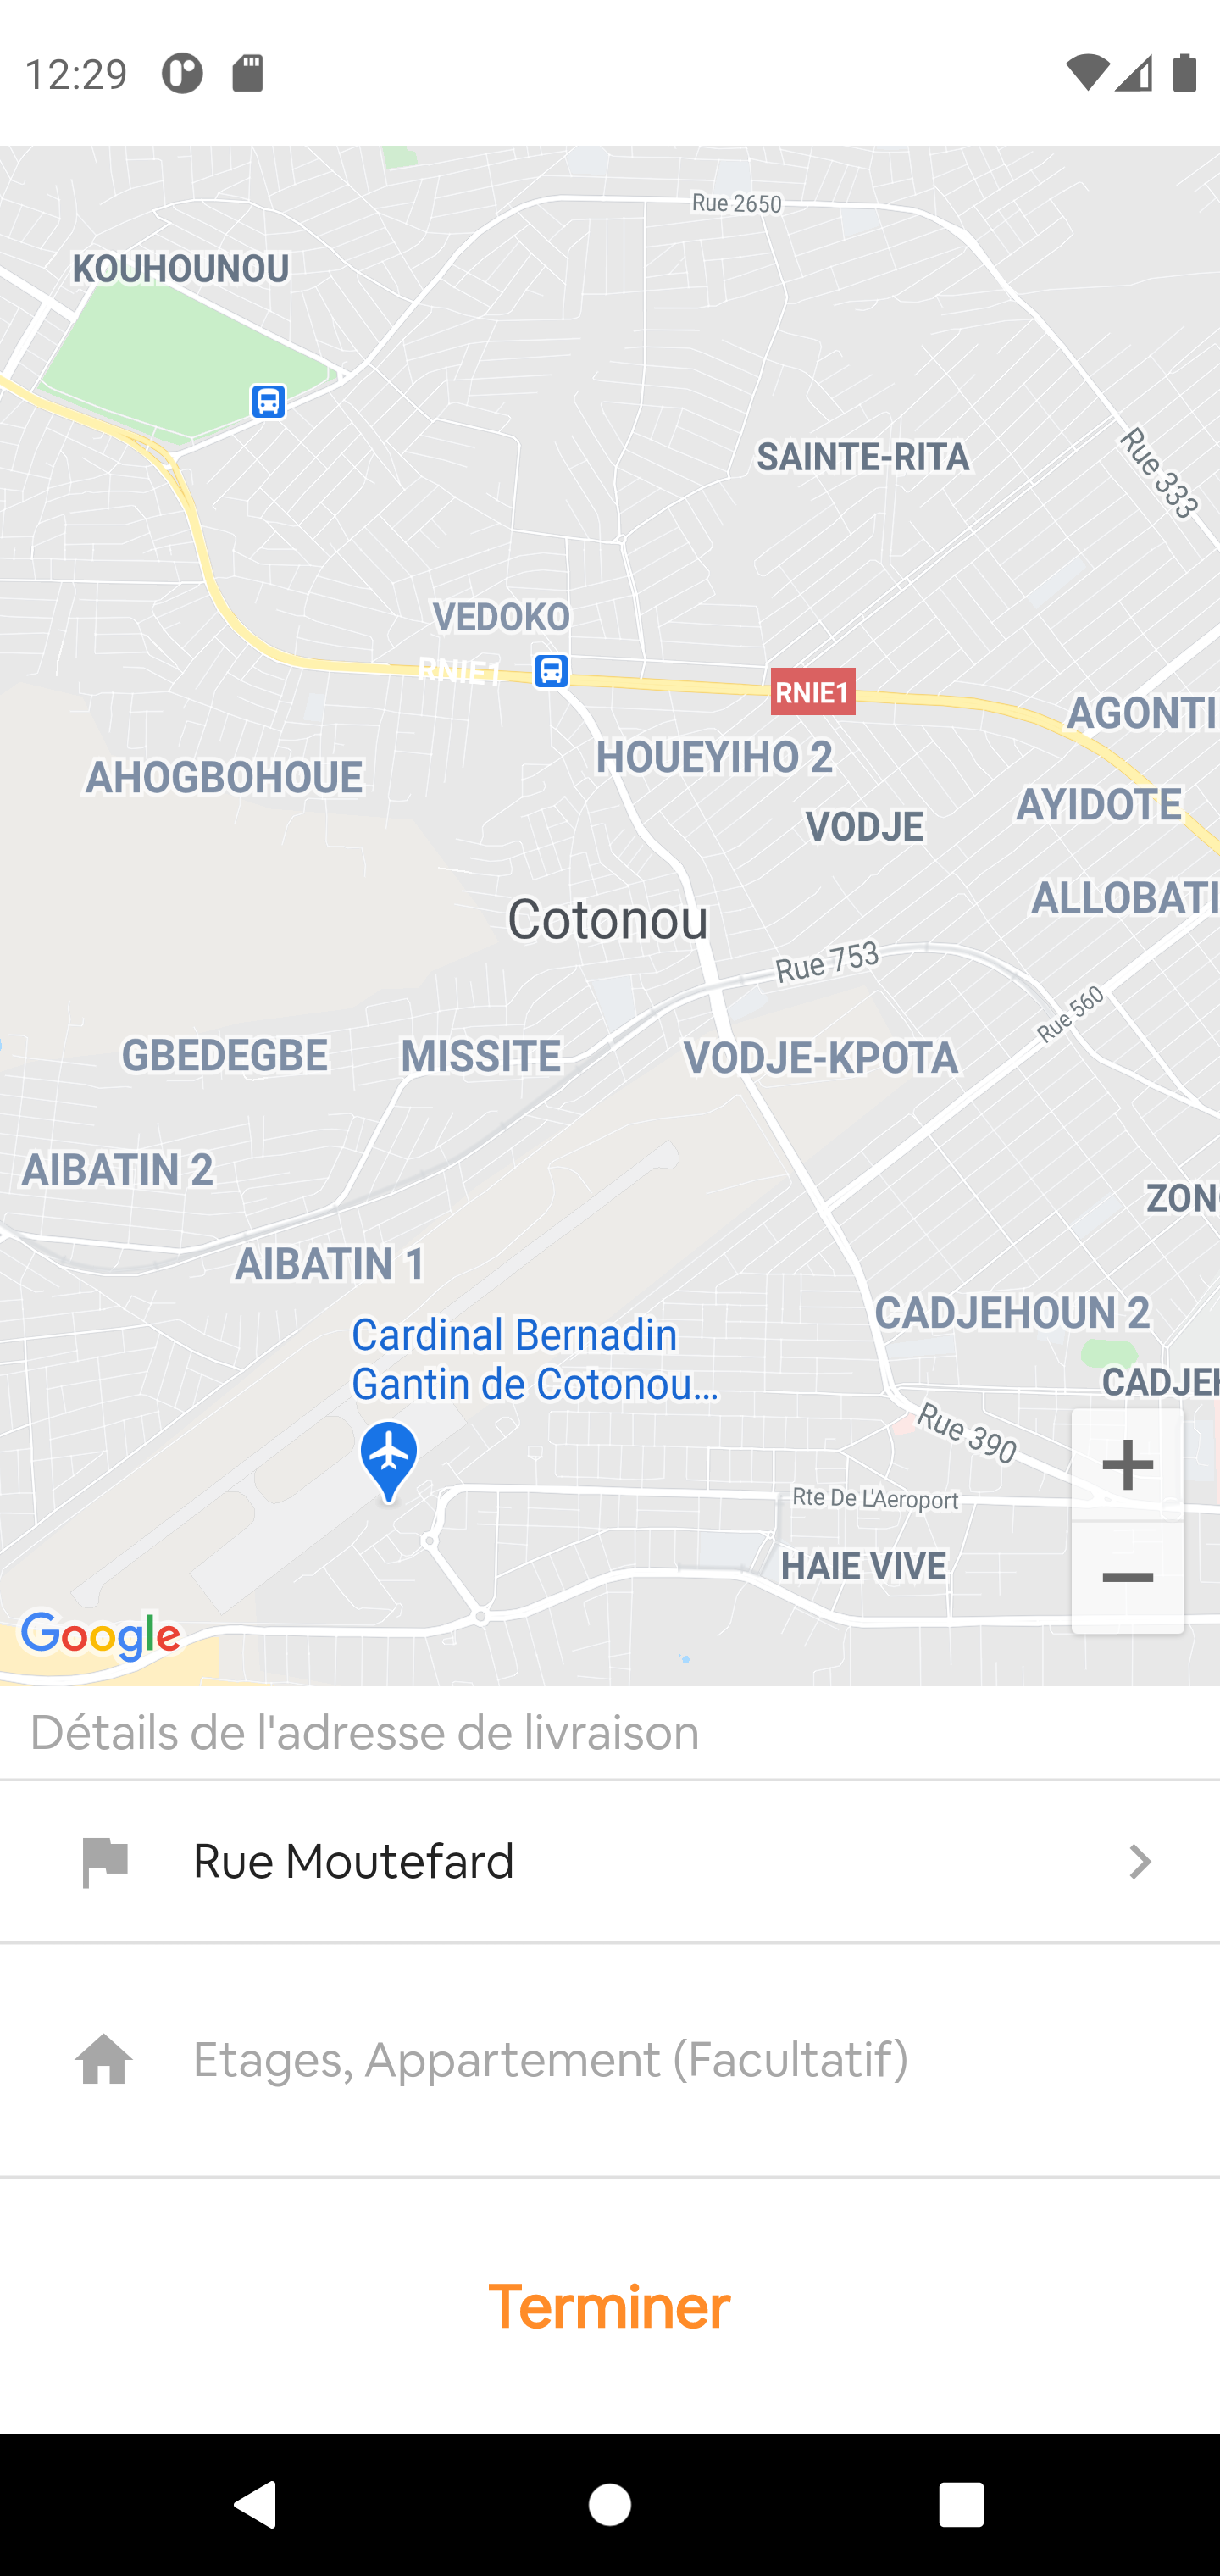 12:29
Rue 2650
KOUHOUNOU
SAINTE-RITA
Rue 333
VEDOKO
RNIE1
RNIE1
AGONTI
HOUEYIHO 2
AHOGBOHOUE
AYIDOTE
VODJE
ALLOBATI
Cotonou
Rue 753
Rue 560
GBEDEGBE
MISSITE
VODJE-KPOTA
AIBATIN 2
ZON
AIBATIN 1
CADJEHOUN 2
Cardinal Bernadin
Gantin de Cotonou...
CADJEH
Rue 390
Rte De L'Aeroport
HAIE VIVE
Google
Détails de l'adresse de livraison
Rue Moutefard
Etages, Appartement (Facultatif)
Terminer